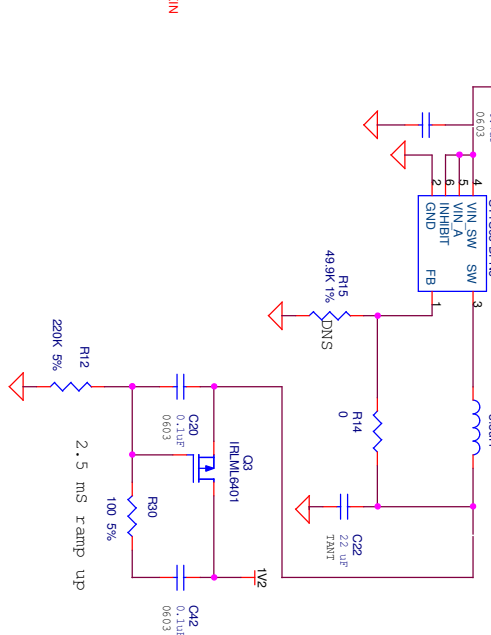 0603
4
5
6
2
VIN_SW
VIN_A
INHIBIT
GND
SW
FB
3
1
R15
49.9K 1%
DNS
R14
0
C22
22 uF
TANT
R12
220K 5%
C20
0.1uF
0603
Q3
IRLML6401
R30
100 5%
C42
0.1uF
0603
1V2
2.5 mS ramp up